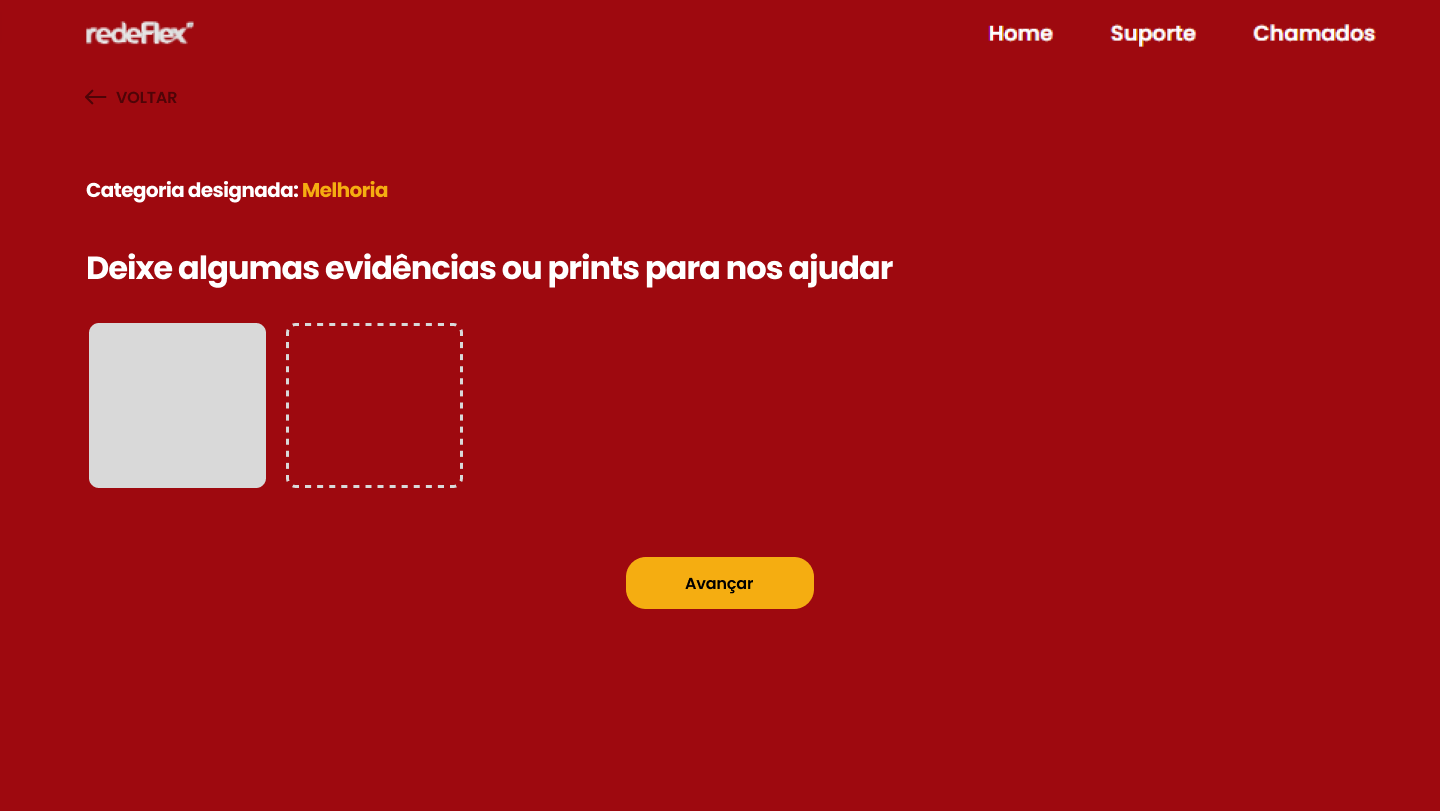 redeFlex
Home Suporte Chamados
VOLTAR
Categoria designada: Melhoria
Deixe algumas evidências ou prints para nos ajudar
Avançar